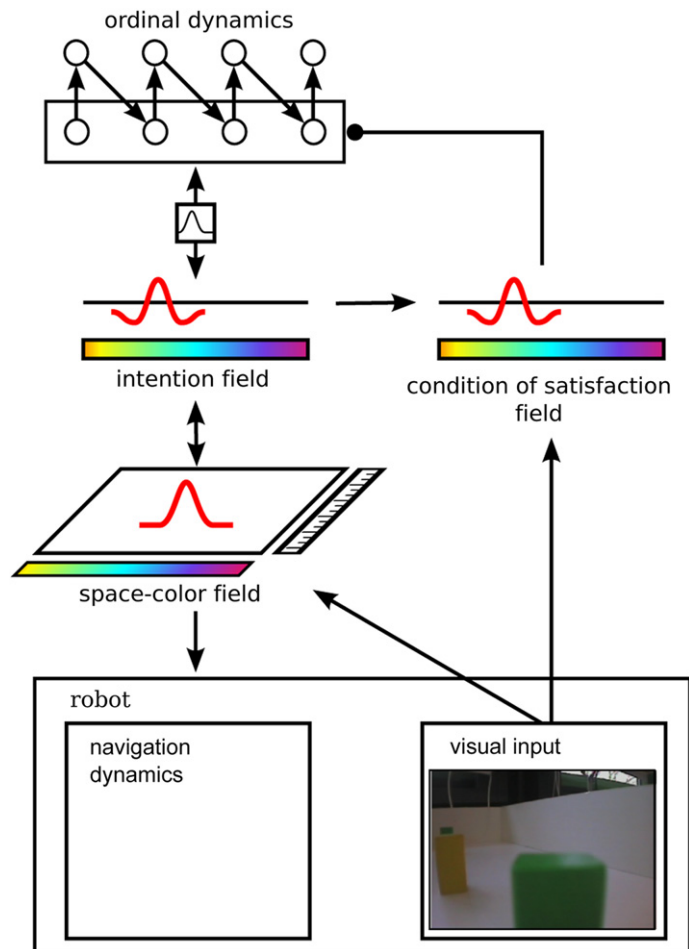 ordinal dynamics
intention field
condition of satisfaction
field
space-color field
robot
navigation
dynamics
visual input